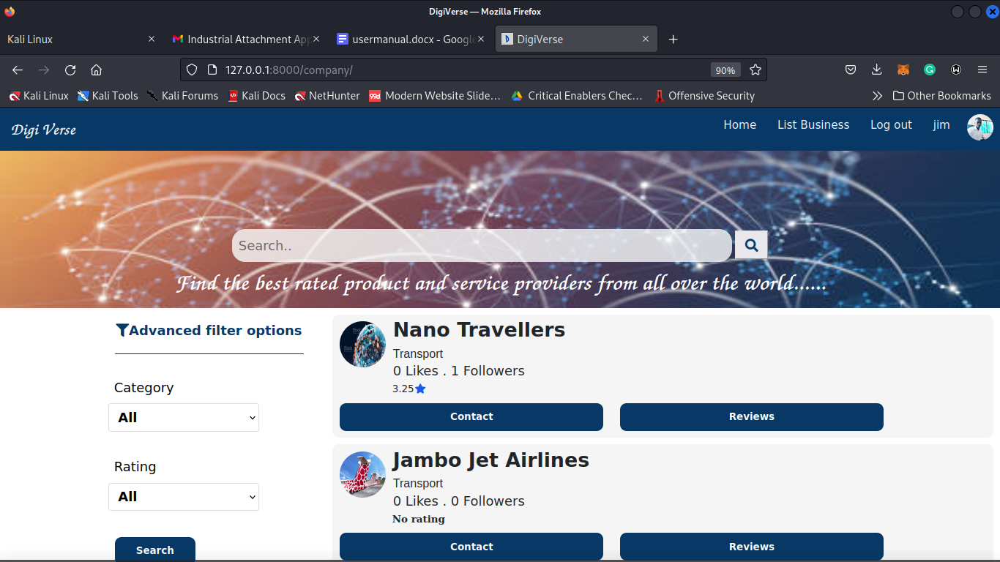 DigiVerse — Mozilla Firefox
Kali Linux
Industrial Attachment Ap
usermanual.docx - Googl
DigiVerse
127.0.0.1:8000/company/
90%
Kali Linux
Kali Tools
Kali Forums
Kali Docs
NetHunter
Modern Website Slide…
Critical Enablers Chec…
Offensive Security
Other Bookmarks
Digi Verse
Home
List Business
Log out
jim
Search..
Find the best rated product and service providers from all over the world......
Advanced filter options
Category
All
Rating
All
Search
Nano Travellers
Transport
0 Likes . 1 Followers
3.25
Contact
Reviews
Jambo Jet Airlines
Transport
0 Likes . 0 Followers
No rating
Contact
Reviews